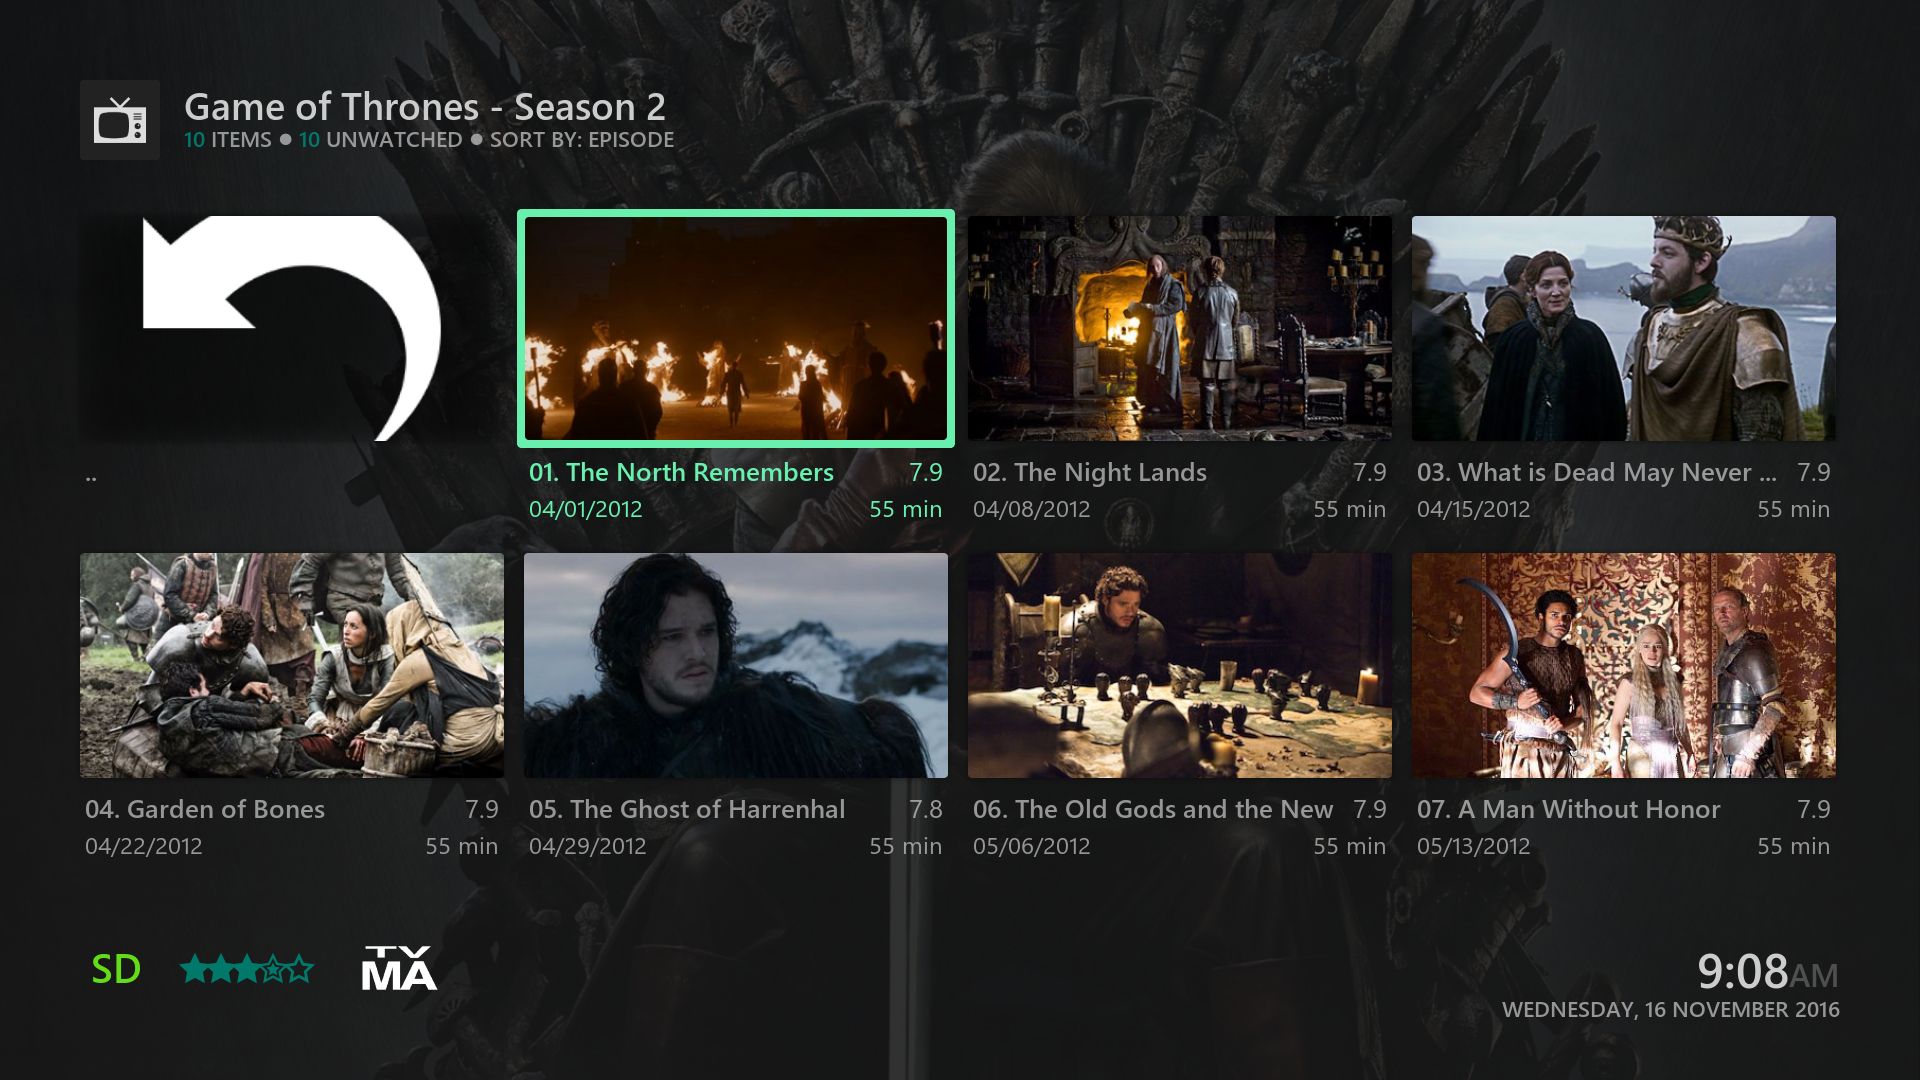 Game of Thrones - Season 2
10 ITEMS ● 10 UNWATCHED ● SORT BY: EPISODE
..
01. The North Remembers 7.9
04/01/2012 55 min
02. The Night Lands 7.9
04/08/2012 55 min
03. What is Dead May Never ... 7.9
04/15/2012 55 min
04. Garden of Bones 7.9
04/22/2012 55 min
05. The Ghost of Harrenhal 7.8
04/29/2012 55 min
06. The Old Gods and the New 7.9
05/06/2012 55 min
07. A Man Without Honor 7.9
05/13/2012 55 min
SD
TV
MA
9:08AM
WEDNESDAY, 16 NOVEMBER 2016